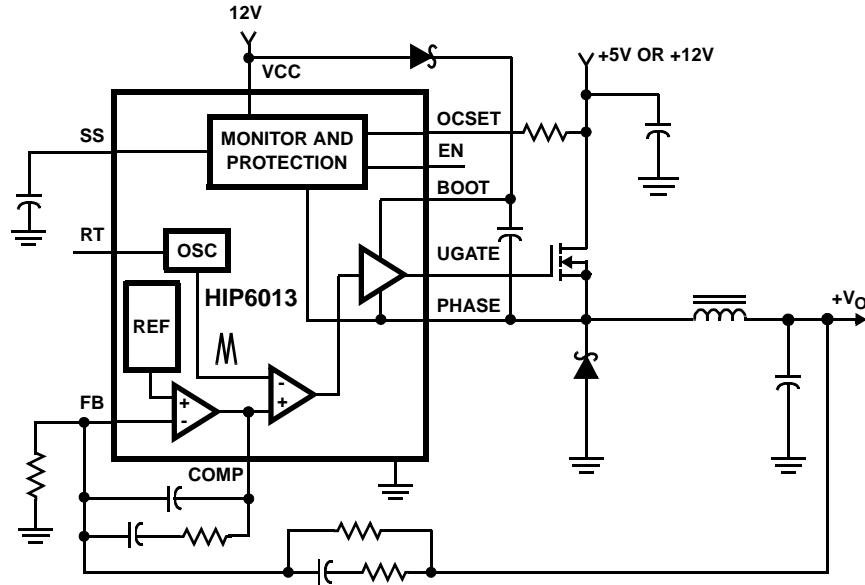 12V
VCC
+5V OR +12V
SS
MONITOR AND
PROTECTION
OCSET
EN
BOOT
RT
OSC
UGATE
HIP6013
PHASE
+VO
REF
FB
+
-
-
+
COMP